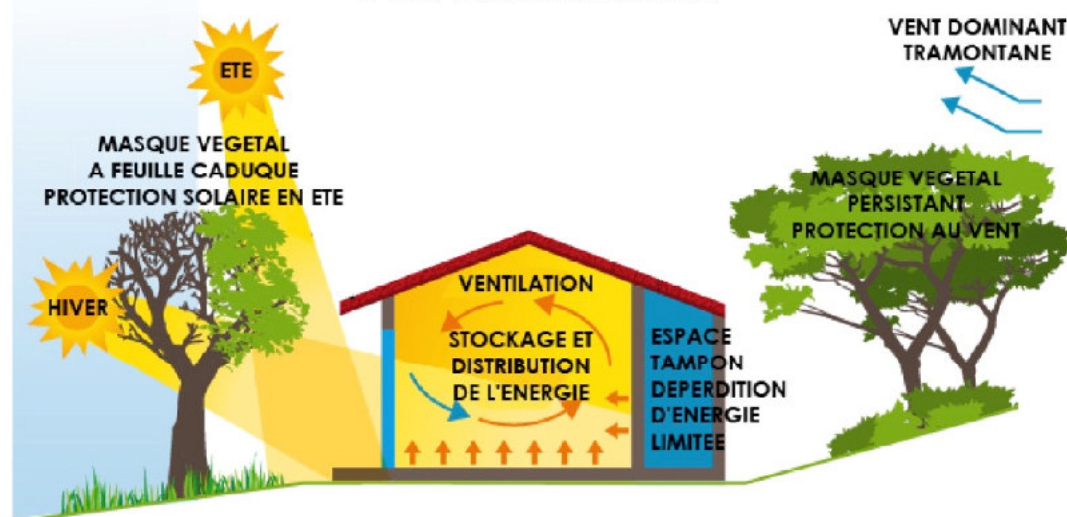 VENT DOMINANT
TRAMONTANE
ETE
MASQUE VEGETAL
A FEUILLE CADUQUE
PROTECTION SOLAIRE EN ETE
MASQUE VEGETAL
PERSISTANT
PROTECTION AU VENT
HIVER
VENTILATION
STOCKAGE ET
DISTRIBUTION
DE L'ENERGIE
ESPACE
TAMPON
DEPERDITION
D'ENERGIE
LIMITEE